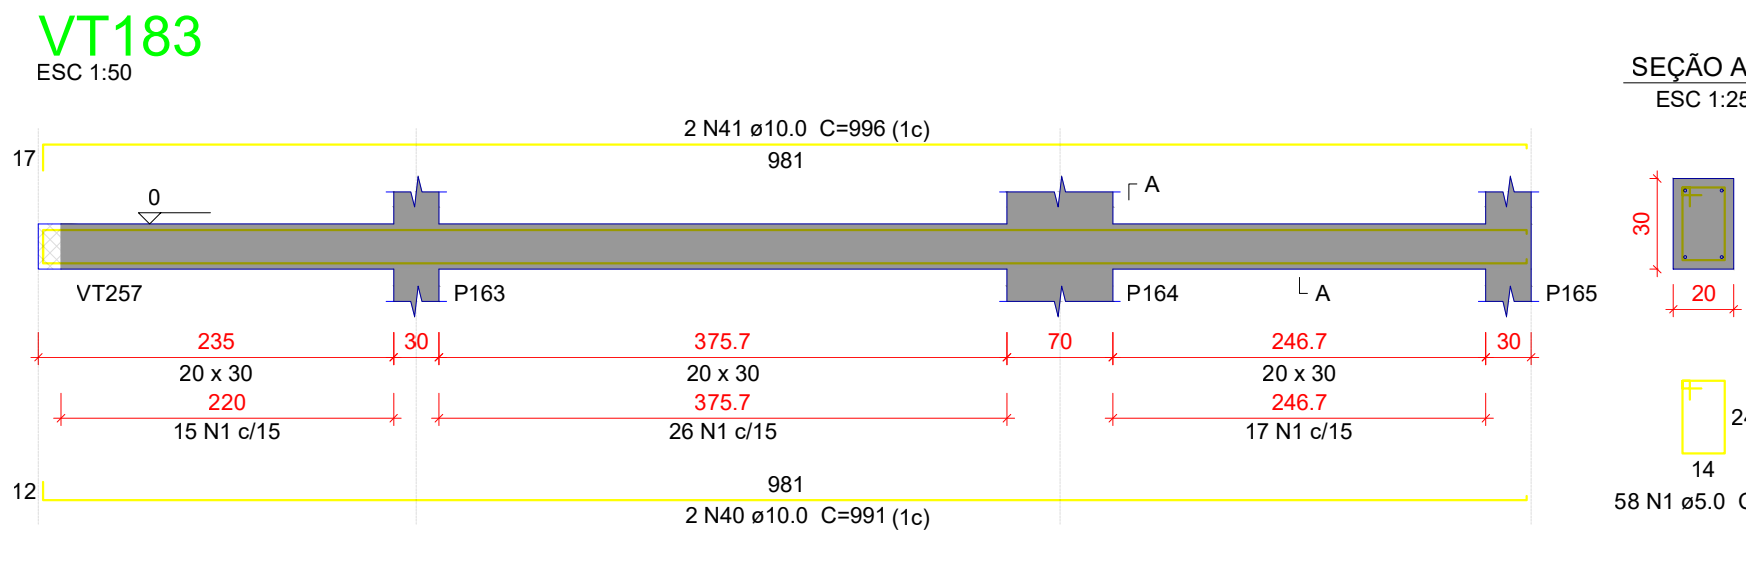 VT183
ESC 1:50
SEÇÃO A
ESC 1:25
2 N41 ø10.0 C=996 (1c)
17
981
A
0
30
VT257
P163
P164
A
P165
20
235
30
375.7
70
246.7
30
20 x 30
20 x 30
20 x 30
220
375.7
246.7
15 N1 c/15
26 N1 c/15
17 N1 c/15
24
14
12
981
2 N40 ø10.0 C=991 (1c)
58 N1 ø5.0